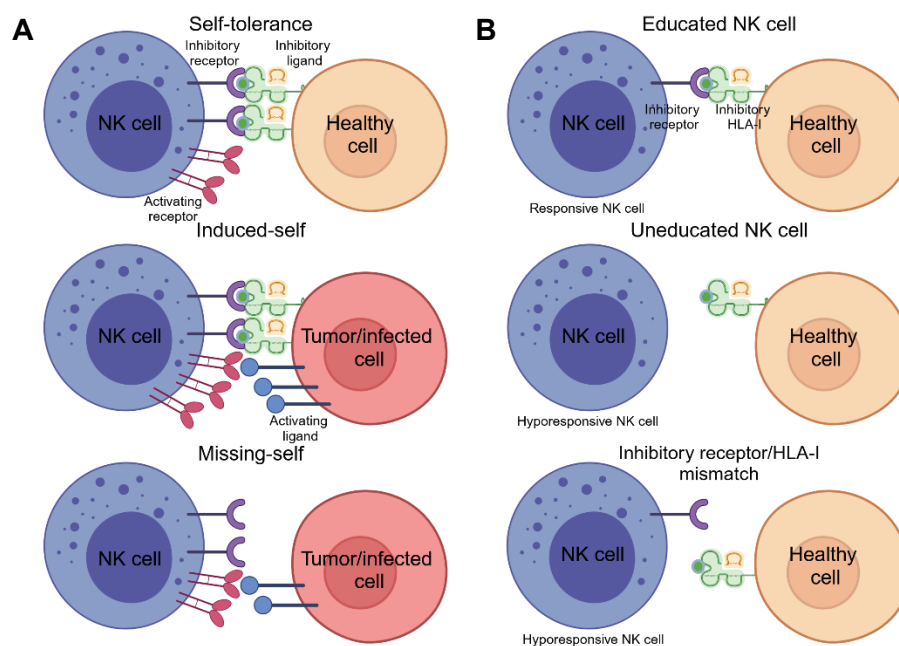 A
Self-tolerance
Inhibitory
receptor
Inhibitory
ligand
NK cell
Healthy
cell
Activating
receptor
Induced-self
NK cell
Tumor/infected
cell
Activating
ligand
Missing-self
NK cell
Tumor/infected
cell
B
Educated NK cell
NK cell
Inhibitory
receptor
Inhibitory
HLA-I
Healthy
cell
Responsive NK cell
Uneducated NK cell
NK cell
Healthy
cell
Hyporesponsive NK cell
Inhibitory receptor/HLA-I
mismatch
NK cell
Healthy
cell
Hyporesponsive NK cell